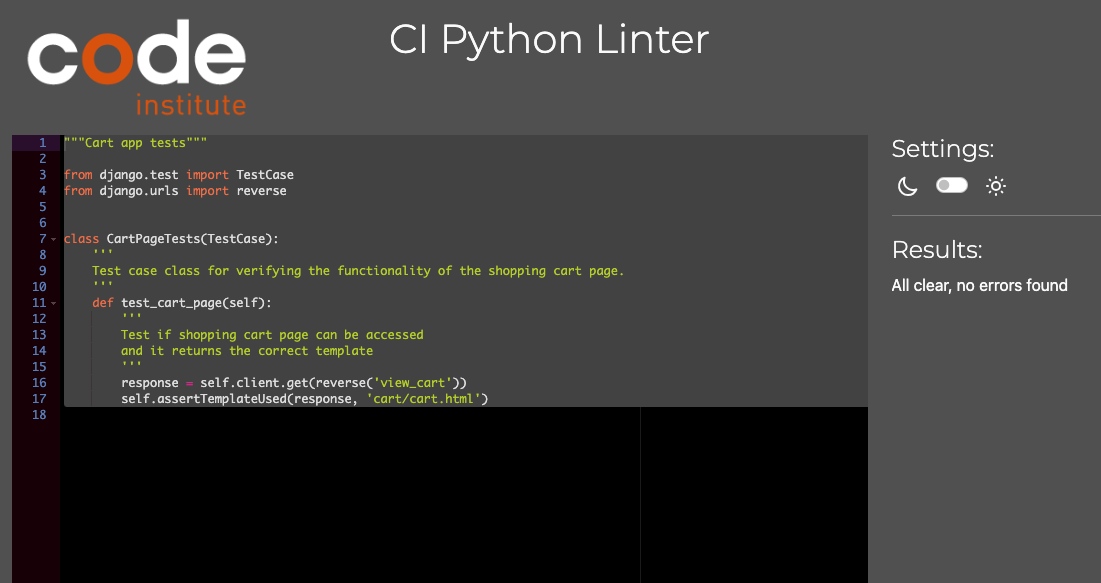 code
institute
CI Python Linter
1 """Cart app tests"""
2
3 from django.test import TestCase
4 from django.urls import reverse
5
6
7 class CartPageTests(TestCase):
8     '''
9     Test case class for verifying the functionality of the shopping cart page.
10     '''
11     def test_cart_page(self):
12         '''
13         Test if shopping cart page can be accessed
14         and it returns the correct template
15         '''
16         response = self.client.get(reverse('view_cart'))
17         self.assertTemplateUsed(response, 'cart/cart.html')
18
Settings:
Results:
All clear, no errors found